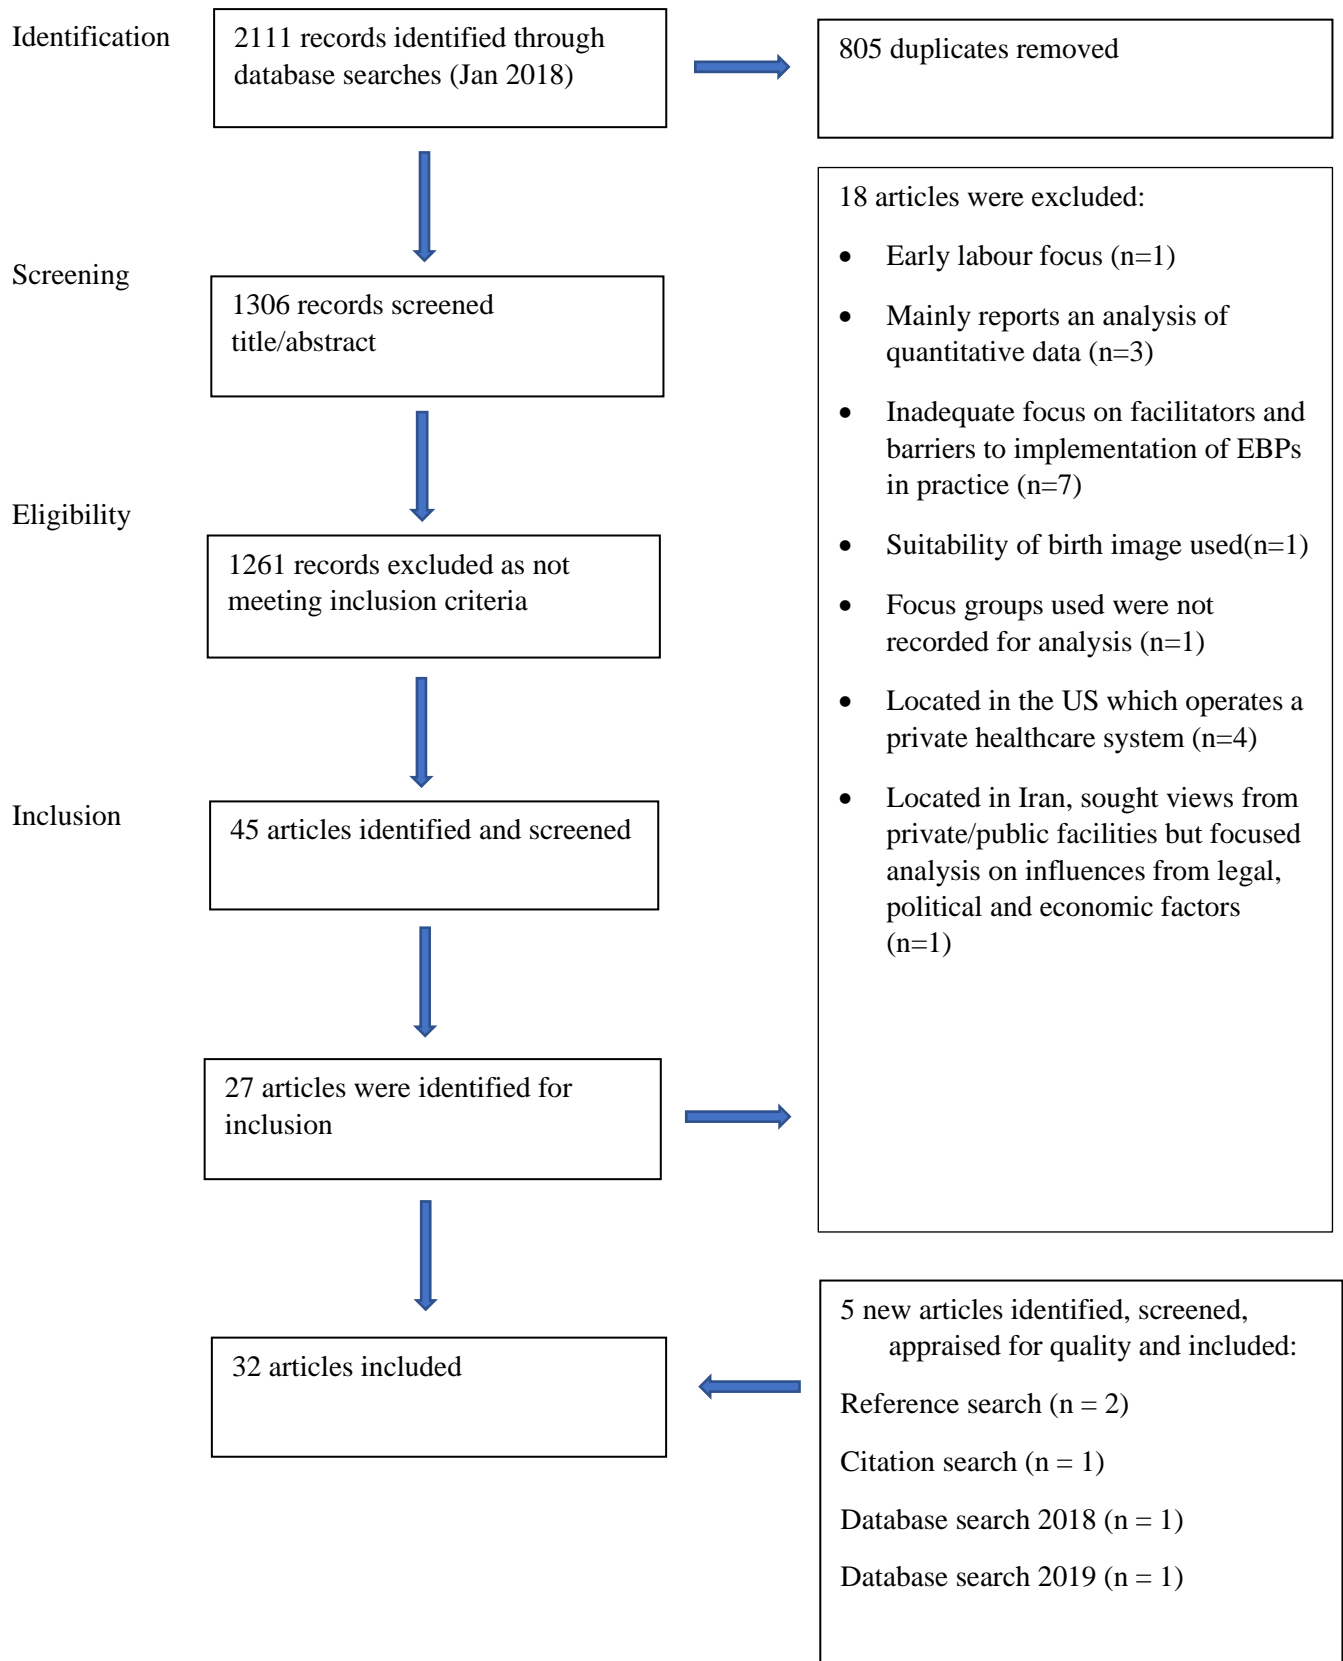 Identification
2111 records identified through
database searches (Jan 2018)
805 duplicates removed
Screening
1306 records screened
title/abstract
18 articles were excluded:
• Early labour focus (n=1)
• Mainly reports an analysis of
quantitative data (n=3)
• Inadequate focus on facilitators and
barriers to implementation of EBPs
in practice (n=7)
• Suitability of birth image used(n=1)
• Focus groups used were not
recorded for analysis (n=1)
• Located in the US which operates a
private healthcare system (n=4)
• Located in Iran, sought views from
private/public facilities but focused
analysis on influences from legal,
political and economic factors
(n=1)
Eligibility
1261 records excluded as not
meeting inclusion criteria
Inclusion
45 articles identified and screened
27 articles were identified for
inclusion
32 articles included
5 new articles identified, screened,
appraised for quality and included:
Reference search (n = 2)
Citation search (n = 1)
Database search 2018 (n = 1)
Database search 2019 (n = 1)